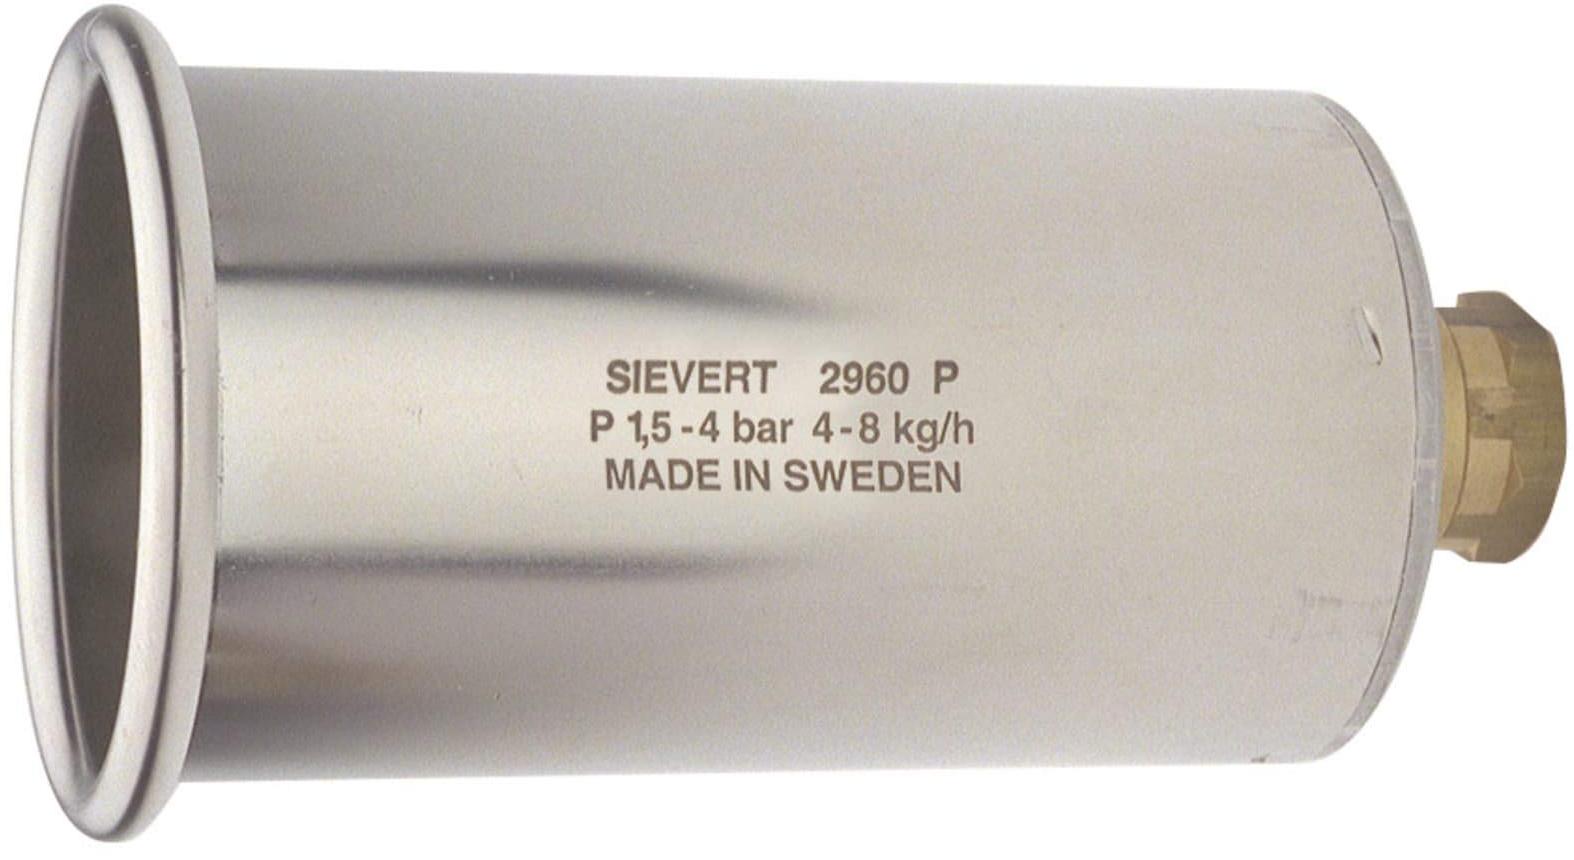 SIEVERT 2960 P
P 1,5-4 bar 4-8 kg/h
MADE IN SWEDEN